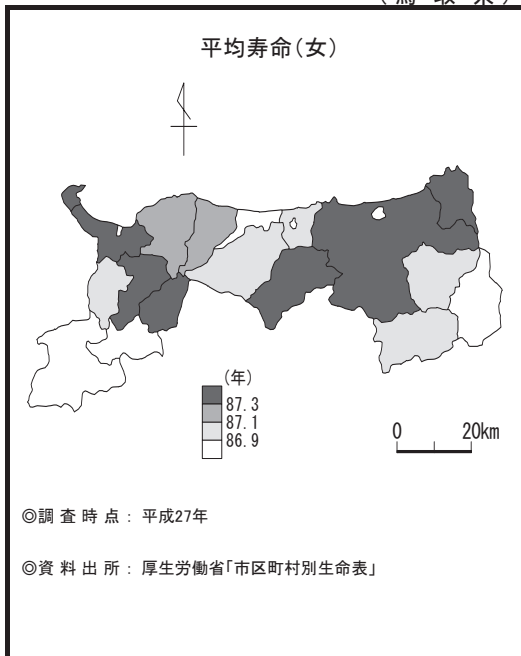 平均寿命(女)
(年)
87.3
87.1
86.9
0 20km
◎調査時点： 平成27年
◎資料出所： 厚生労働省「市区町村別生命表」